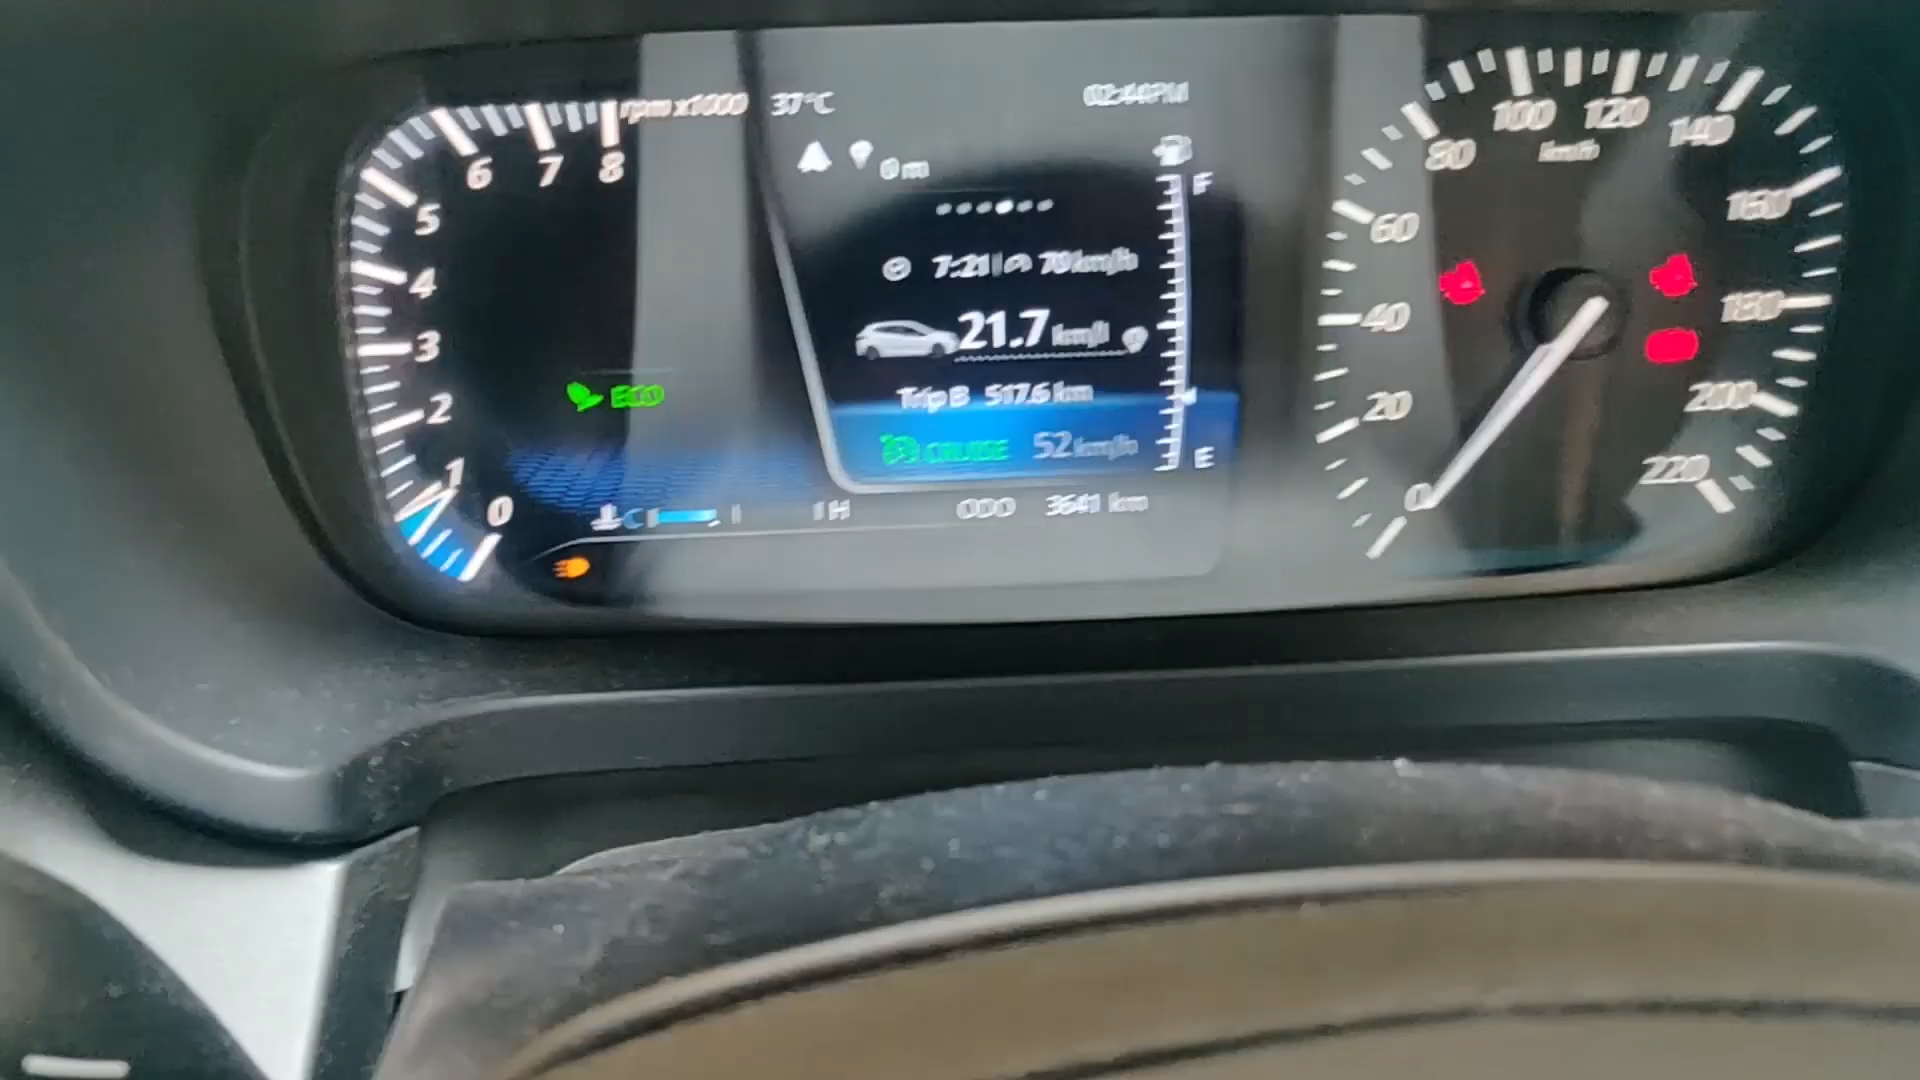 rpm x1000 37°C 02:44PM
0 m
7:21 | 70 km/h
21.7 km/l
Trip B 517.6 km
CRUISE 52 km/h
ODO 3641 km
ECO
F
E
C H
0 1 2 3 4 5 6 7 8
0 20 40 60 80 100 120 140 160 180 200 220
km/h